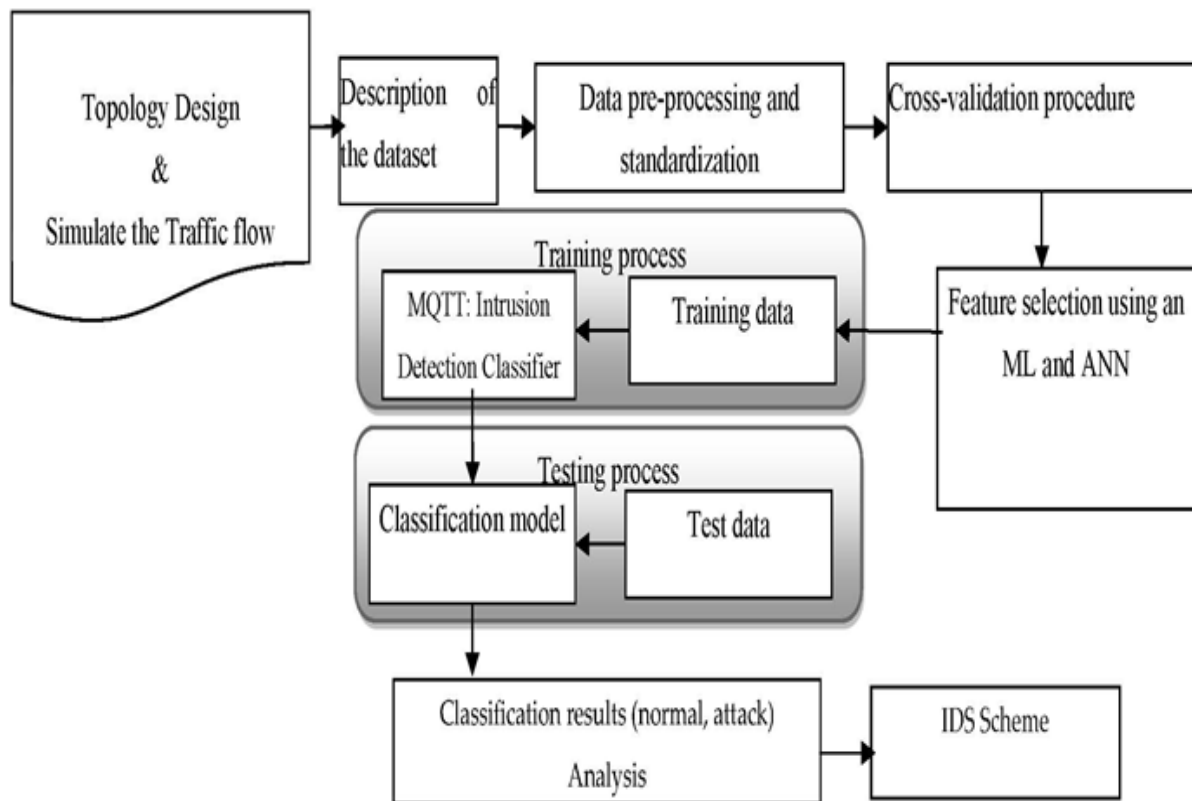 Topology Design
&
Simulate the Traffic flow
Description of
the dataset
Data pre-processing and
standardization
Cross-validation procedure
Feature selection using an
ML and ANN
Training process
Training data
MQTT: Intrusion
Detection Classifier
Testing process
Classification model
Test data
Classification results (normal, attack)
Analysis
IDS Scheme